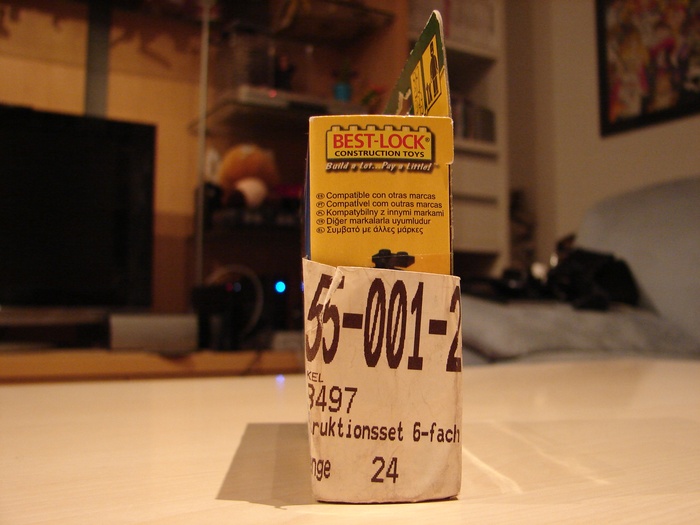 BEST-LOCK®
CONSTRUCTION TOYS
Build a Lot... Pay a Little!
Compatible con otras marcas
Compatível com outras marcas
Kompatybilny z innymi markami
Diğer markalarla uyumludur
Συμβατό με άλλες μάρκες
55-001-2
KEL
3497
ruktionsset 6-fach
nge 24